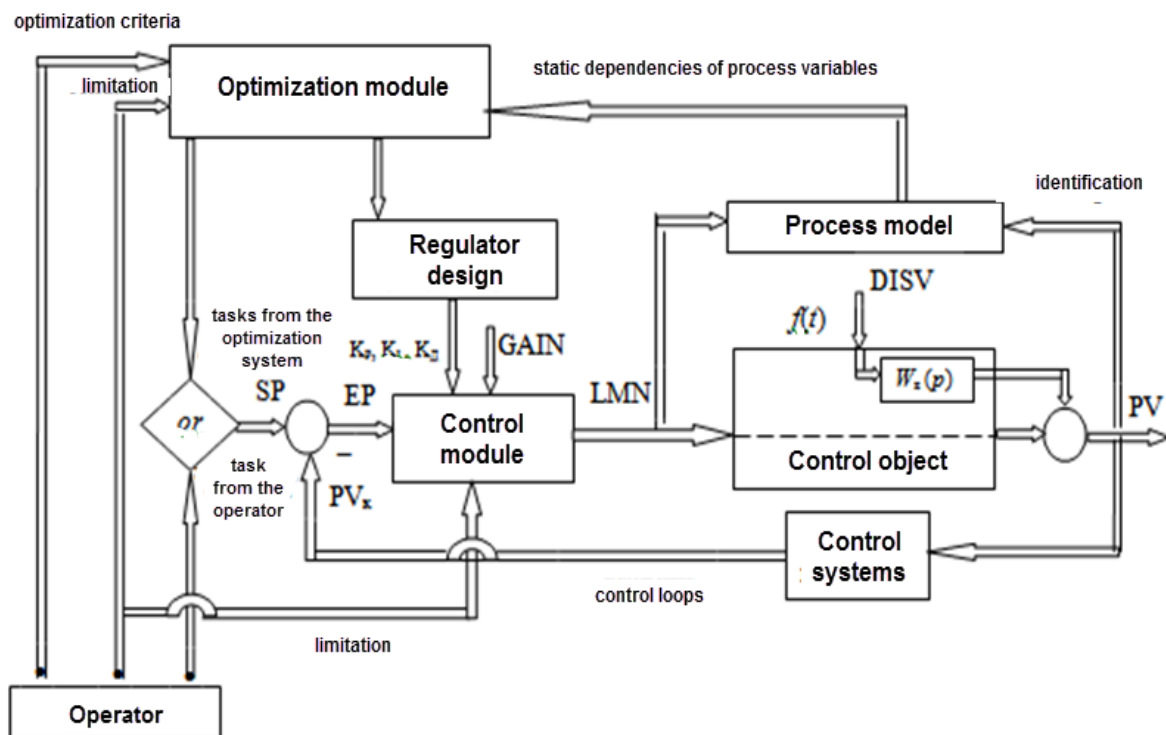 optimization criteria
limitation
Optimization module
static dependencies of process variables
identification
Process model
Regulator
design
DISV
f(t)
tasks from the
optimization
system
GAIN
LMN
W_x(p)
SP
EP
PV
or
Control
module
Control object
task
from the
operator
–
PV_x
Control
systems
control loops
limitation
Operator